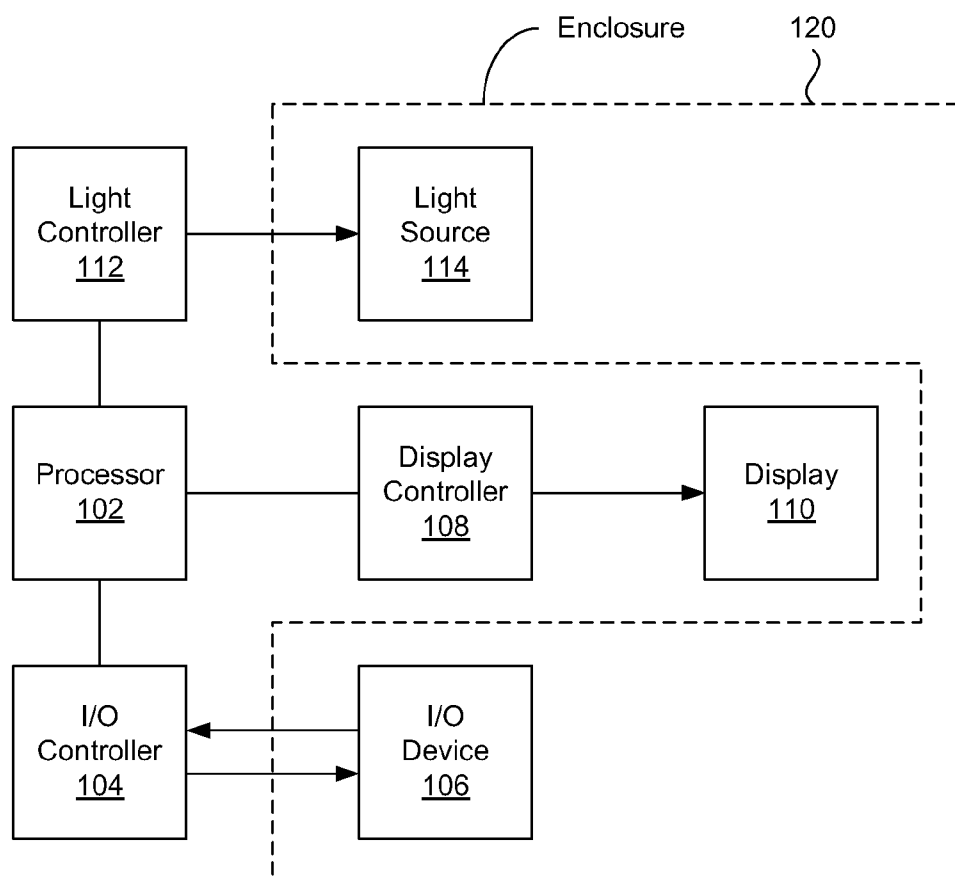 Enclosure 120
Light
Controller
112
Light
Source
114
Processor
102
Display
Controller
108
Display
110
I/O
Controller
104
I/O
Device
106